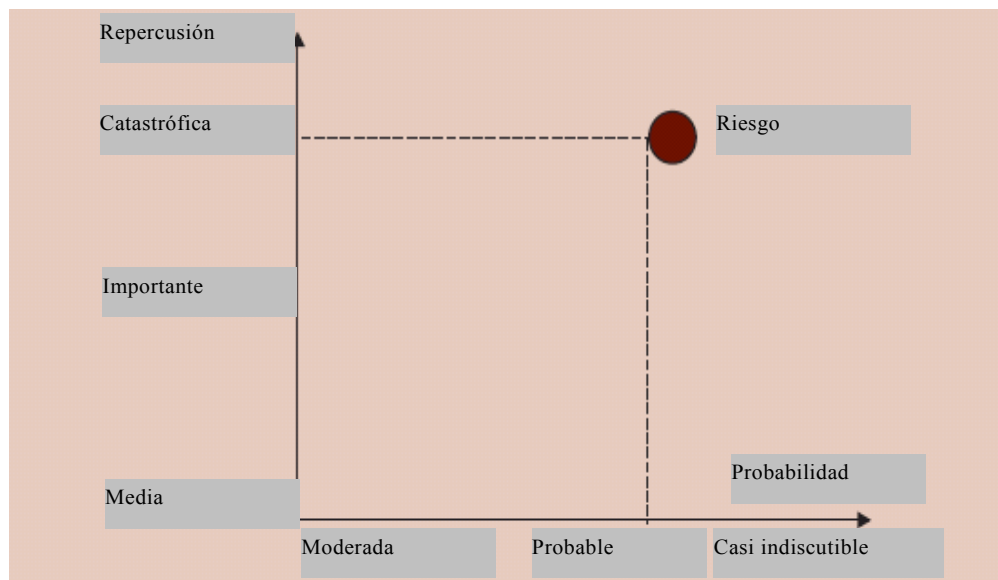 Repercusión
Catastrófica
Riesgo
Importante
Probabilidad
Media
Moderada
Probable
Casi indiscutible